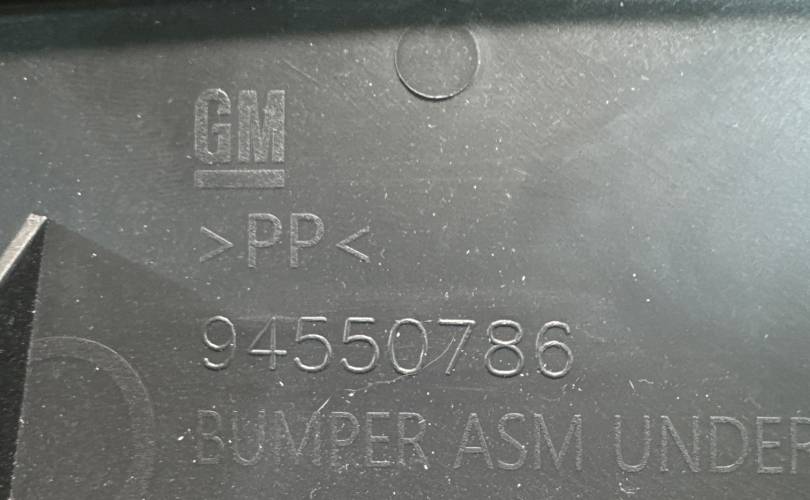 GM
>PP<
94550786
BUMPER ASM UNDER